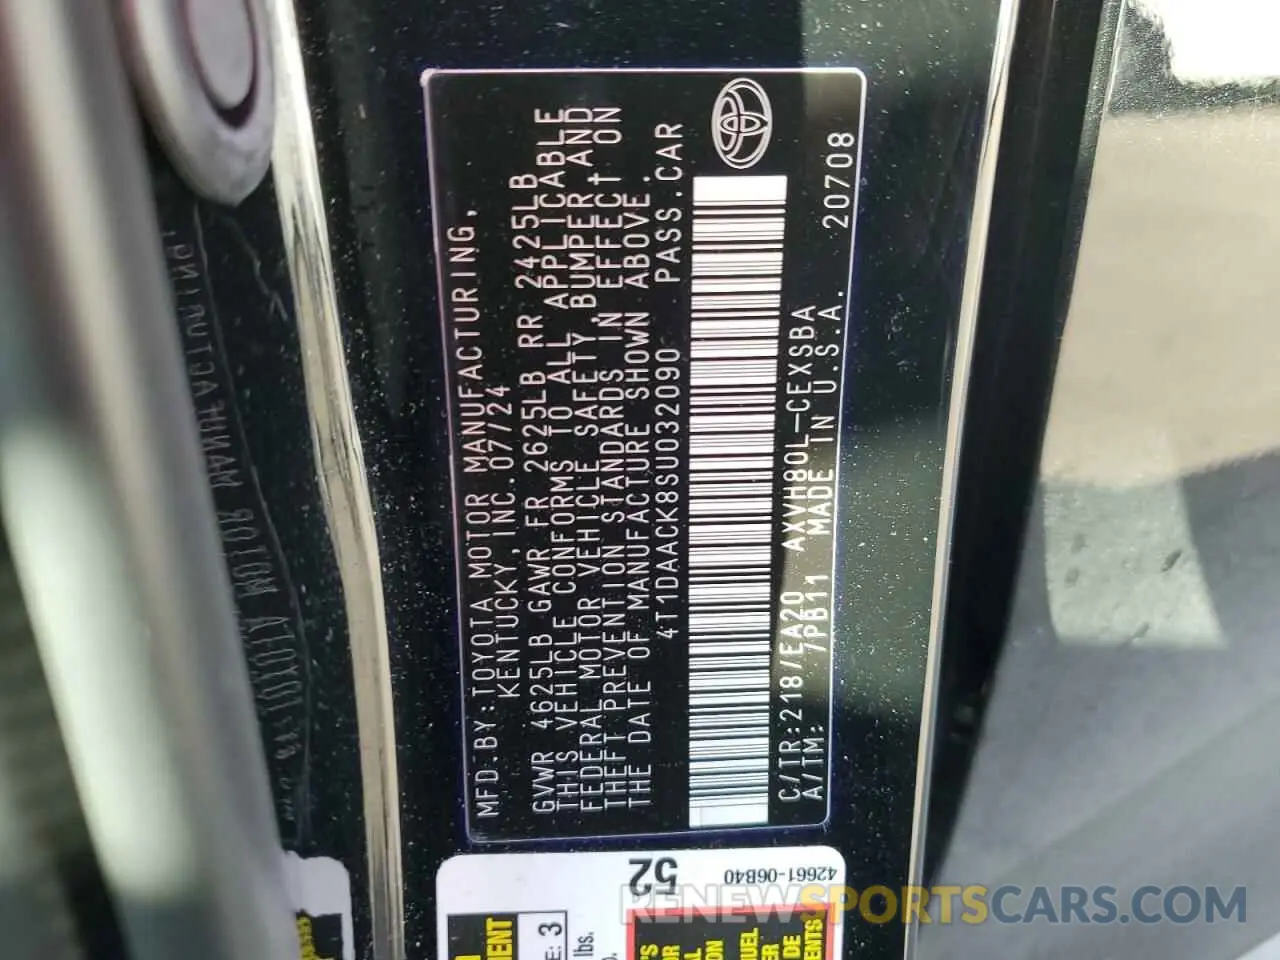 MFD.BY:TOYOTA MOTOR MANUFACTURING,
KENTUCKY, INC. 07/24
GVWR 4625LB GAWR FR 2625LB RR 2425LB
THIS VEHICLE CONFORMS TO ALL APPLICABLE
FEDERAL MOTOR VEHICLE SAFETY, BUMPER AND
THEFT PREVENTION STANDARDS IN EFFECT ON
THE DATE OF MANUFACTURE SHOWN ABOVE.
4T1DAACK8SU032090 PASS.CAR
C/TR:218/EA20 AXVH80L-CEXSBA
A/TM: /PB11 MADE IN U.S.A. 20708
52
42661-06B40
3
lbs.
RENEWSPORTSCARS.COM